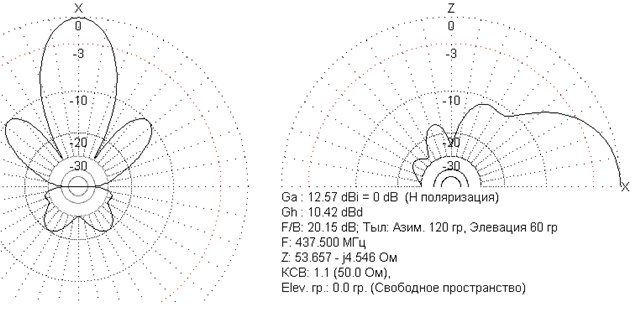 X
0
-3
-10
-20
-30
Z
0
-3
-10
-20
-30
X
Ga : 12.57 dBi = 0 dB (Н поляризация)
Gh : 10.42 dBd
F/B: 20.15 dB; Тыл: Азим. 120 гр, Элевация 60 гр
F: 437.500 МГц
Z: 53.657 - j4.546 Ом
КСВ: 1.1 (50.0 Ом),
Elev. гр.: 0.0 гр. (Свободное пространство)